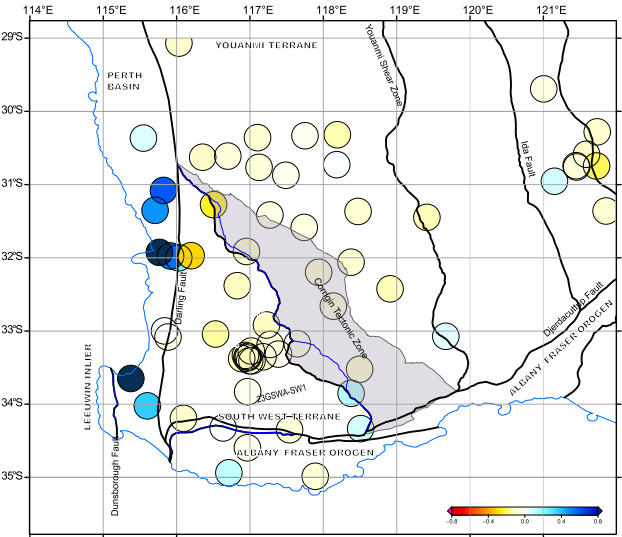 114°E 115°E 116°E 117°E 118°E 119°E 120°E 121°E
29°S
YOUANMI TERRANE
PERTH
BASIN
Youanmi Shear Zone
30°S
Ida Fault
31°S
32°S
Darling Fault
Corrigin Tectonic Zone
Djerdacuttup Fault
33°S
LEEUWIN INLIER
ALBANY FRASER OROGEN
23GSWA-SW1
34°S
SOUTH WEST TERRANE
Dunsborough Fault
ALBANY FRASER OROGEN
35°S
-0.8 -0.4 0.0 0.4 0.8